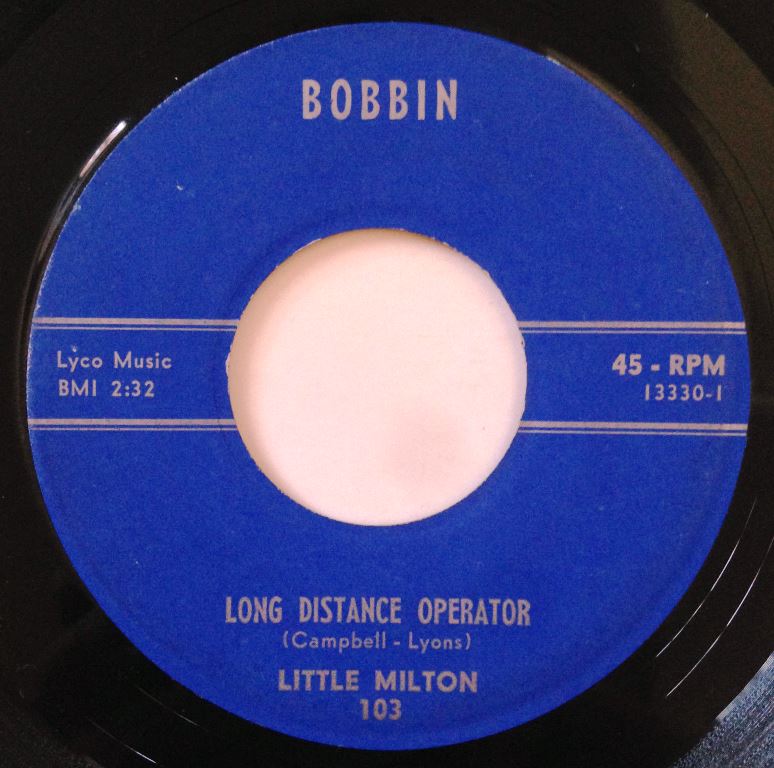 BOBBIN
Lyco Music
BMI 2:32
45 - RPM
13330-1
LONG DISTANCE OPERATOR
(Campbell - Lyons)
LITTLE MILTON
103